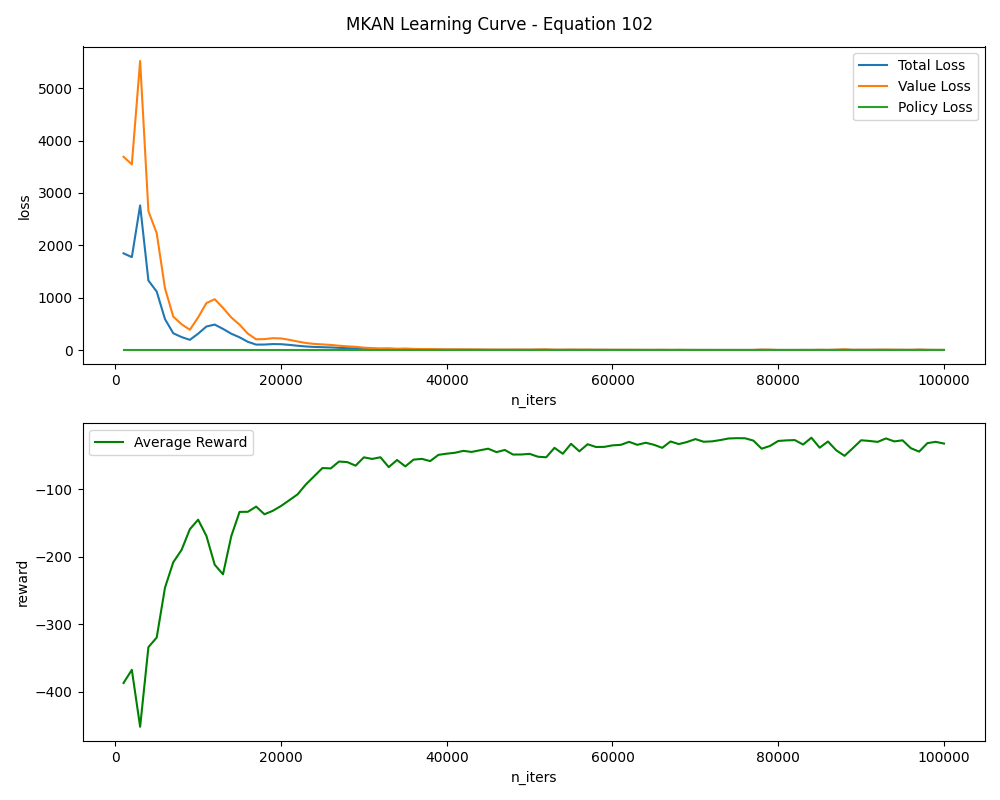 MKAN Learning Curve - Equation 102
Total Loss
Value Loss
Policy Loss
5000
4000
3000
2000
1000
0
loss
0 20000 40000 60000 80000 100000
n_iters
Average Reward
−100
−200
−300
−400
reward
0 20000 40000 60000 80000 100000
n_iters